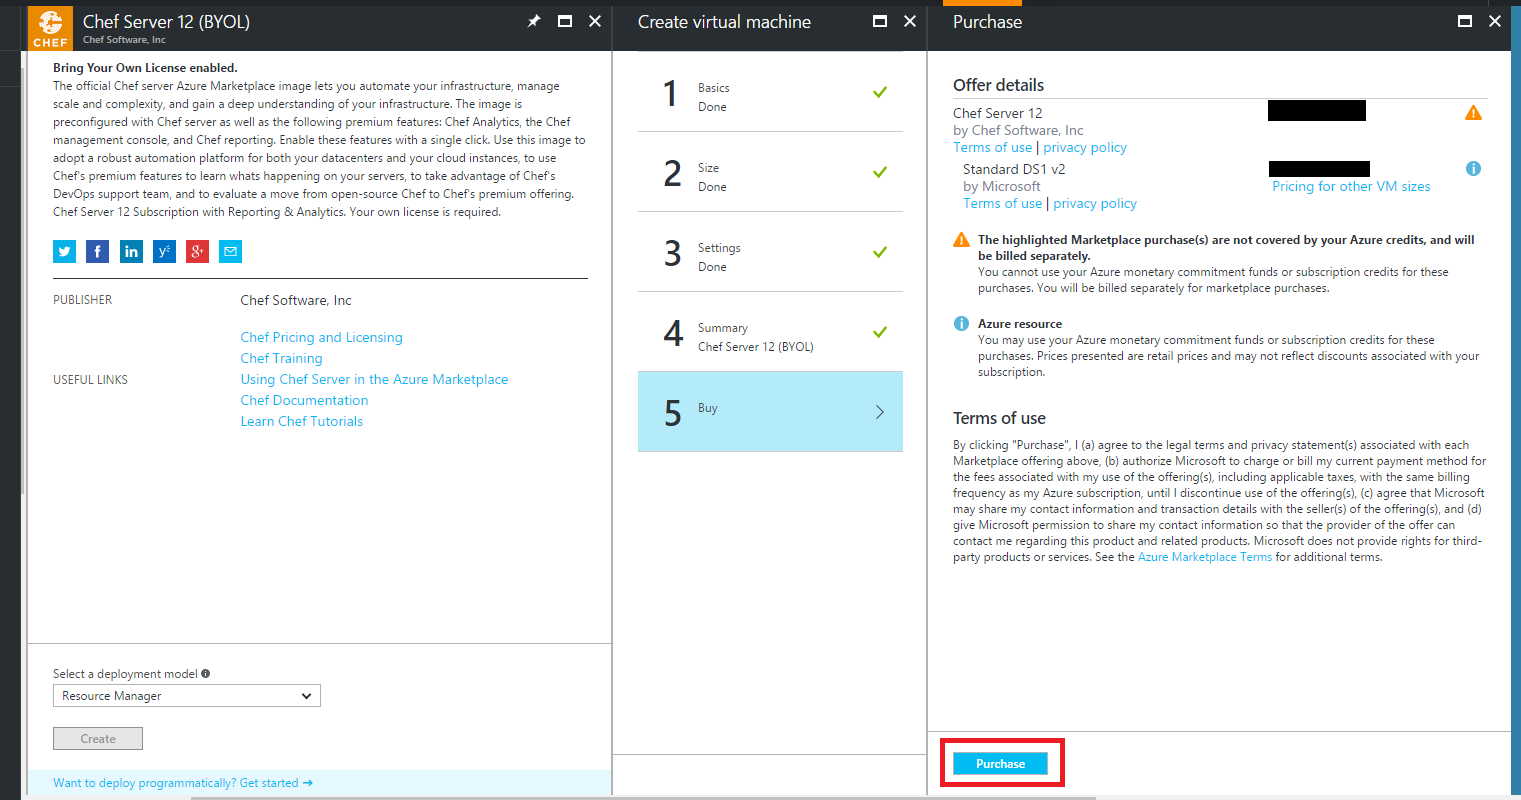 CHEF
Chef Server 12 (BYOL)
Chef Software, Inc
Bring Your Own License enabled.
The official Chef server Azure Marketplace image lets you automate your infrastructure, manage
scale and complexity, and gain a deep understanding of your infrastructure. The image is
preconfigured with Chef server as well as the following premium features: Chef Analytics, the Chef
management console, and Chef reporting. Enable these features with a single click. Use this image to
adopt a robust automation platform for both your datacenters and your cloud instances, to use
Chef's premium features to learn whats happening on your servers, to take advantage of Chef's
DevOps support team, and to evaluate a move from open-source Chef to Chef's premium offering.
Chef Server 12 Subscription with Reporting & Analytics. Your own license is required.
f in y g+
PUBLISHER Chef Software, Inc
Chef Pricing and Licensing
Chef Training
USEFUL LINKS Using Chef Server in the Azure Marketplace
Chef Documentation
Learn Chef Tutorials
Select a deployment model
Resource Manager
Create
Want to deploy programmatically? Get started →
Create virtual machine
1 Basics
Done
2 Size
Done
3 Settings
Done
4 Summary
Chef Server 12 (BYOL)
5 Buy
Purchase
Offer details
Chef Server 12
by Chef Software, Inc
Terms of use | privacy policy
Standard DS1 v2
by Microsoft Pricing for other VM sizes
Terms of use | privacy policy
The highlighted Marketplace purchase(s) are not covered by your Azure credits, and will
be billed separately.
You cannot use your Azure monetary commitment funds or subscription credits for these
purchases. You will be billed separately for marketplace purchases.
Azure resource
You may use your Azure monetary commitment funds or subscription credits for these
purchases. Prices presented are retail prices and may not reflect discounts associated with your
subscription.
Terms of use
By clicking "Purchase", I (a) agree to the legal terms and privacy statement(s) associated with each
Marketplace offering above, (b) authorize Microsoft to charge or bill my current payment method for
the fees associated with my use of the offering(s), including applicable taxes, with the same billing
frequency as my Azure subscription, until I discontinue use of the offering(s), (c) agree that Microsoft
may share my contact information and transaction details with the seller(s) of the offering(s), and (d)
give Microsoft permission to share my contact information so that the provider of the offer can
contact me regarding this product and related products. Microsoft does not provide rights for third-
party products or services. See the Azure Marketplace Terms for additional terms.
Purchase